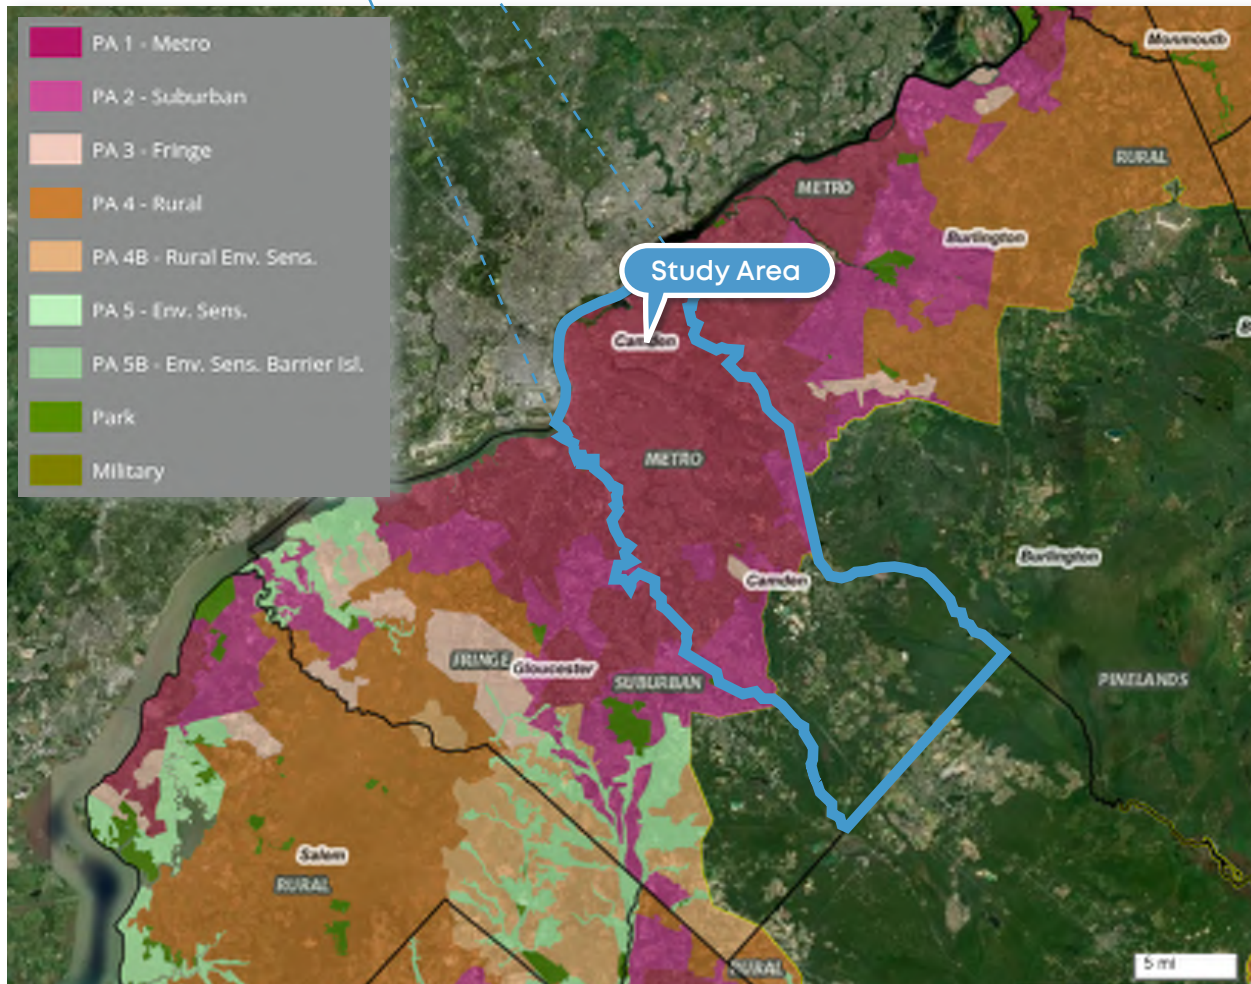 PA 1 - Metro
PA 2 - Suburban
PA 3 - Fringe
PA 4 - Rural
PA 4B - Rural Env. Sens.
PA 5 - Env. Sens.
PA 5B - Env. Sens. Barrier Isl.
Park
Military
Monmouth
RURAL
METRO
Burlington
Study Area
Camden
METRO
Burlington
Camden
FRINGE
Gloucester
SUBURBAN
PINELANDS
Salem
RURAL
RURAL
5 mi